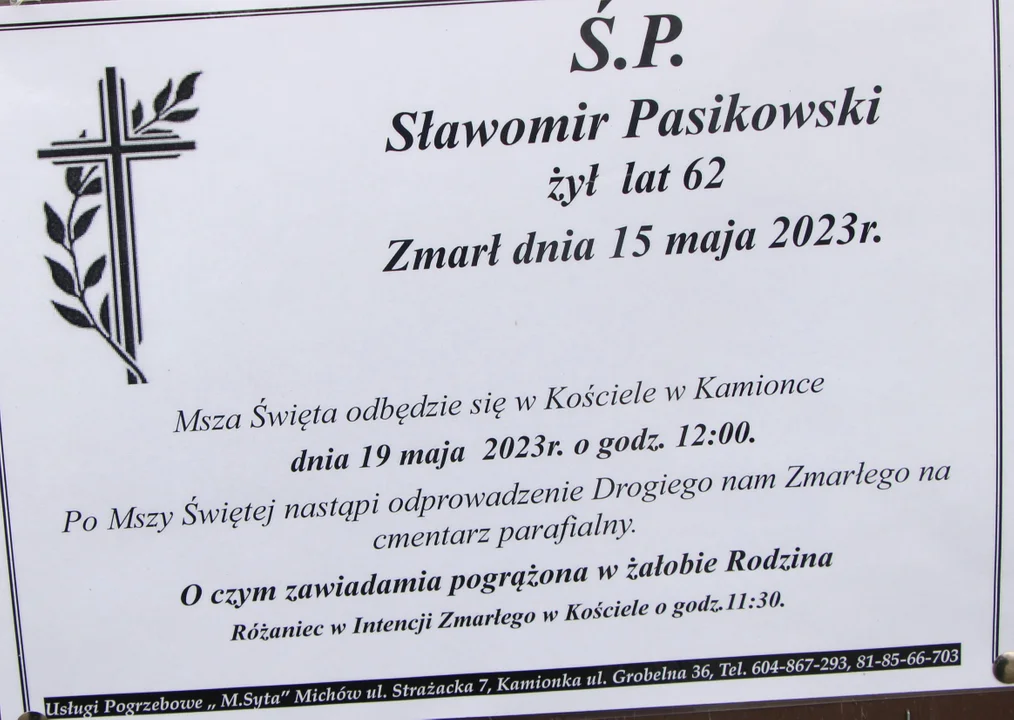 Ś.P.
Sławomir Pasikowski
żył lat 62
Zmarł dnia 15 maja 2023r.
Msza Święta odbędzie się w Kościele w Kamionce
dnia 19 maja 2023r. o godz. 12:00.
Po Mszy Świętej nastąpi odprowadzenie Drogiego nam Zmarłego na
cmentarz parafialny.
O czym zawiadamia pogrążona w żałobie Rodzina
Różaniec w Intencji Zmarłego w Kościele o godz.11:30.
Usługi Pogrzebowe „ M.Syta” Michów ul. Strażacka 7, Kamionka ul. Grobelna 36, Tel. 604-867-293, 81-85-66-703